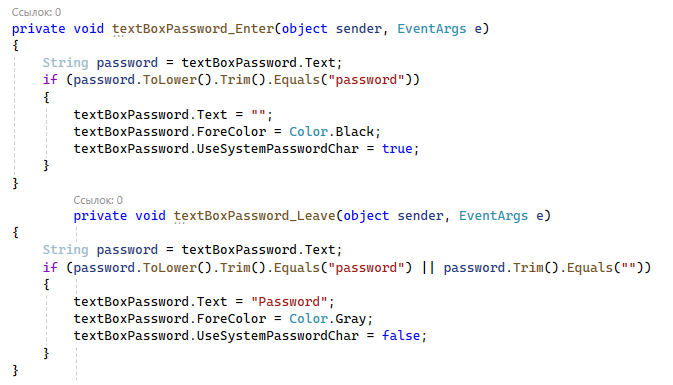 Ссылок: 0
private void textBoxPassword_Enter(object sender, EventArgs e)
{
    String password = textBoxPassword.Text;
    if (password.ToLower().Trim().Equals("password"))
    {
        textBoxPassword.Text = "";
        textBoxPassword.ForeColor = Color.Black;
        textBoxPassword.UseSystemPasswordChar = true;
    }
}
        Ссылок: 0
        private void textBoxPassword_Leave(object sender, EventArgs e)
{
    String password = textBoxPassword.Text;
    if (password.ToLower().Trim().Equals("password") || password.Trim().Equals(""))
    {
        textBoxPassword.Text = "Password";
        textBoxPassword.ForeColor = Color.Gray;
        textBoxPassword.UseSystemPasswordChar = false;
    }
}